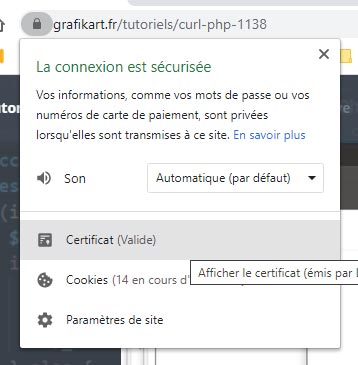 grafikart.fr/tutoriels/curl-php-1138
La connexion est sécurisée
Vos informations, comme vos mots de passe ou vos
numéros de carte de paiement, sont privées
lorsqu'elles sont transmises à ce site. En savoir plus
Son
Automatique (par défaut)
Certificat (Valide)
Afficher le certificat (émis par
Cookies (14 en cours d'
Paramètres de site